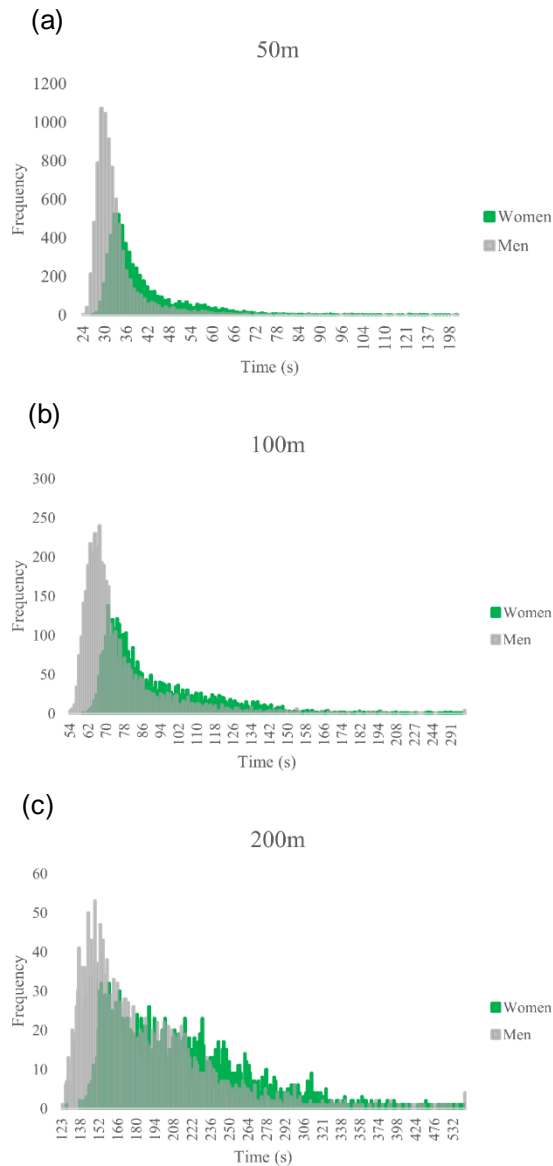 (a)
50m
1200
1000
800
600
400
200
0
Frequency
24 30 36 42 48 54 60 66 72 78 84 90 96 104 110 121 137 198
Time (s)
Women
Men
(b)
100m
300
250
200
150
100
50
0
Frequency
54 62 70 78 86 94 102 110 118 126 134 142 150 158 166 174 182 194 208 227 244 291
Time (s)
Women
Men
(c)
200m
60
50
40
30
20
10
0
Frequency
123 138 152 166 180 194 208 222 236 250 264 278 292 306 321 338 358 374 398 424 476 532
Time (s)
Women
Men